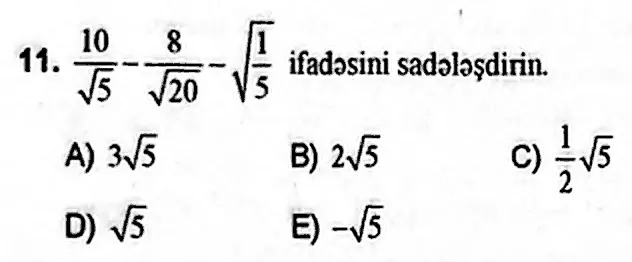 11. 10/√5 − 8/√20 − √(1/5) ifadəsini sadələşdirin.
A) 3√5 B) 2√5 C) 1/2 √5
D) √5 E) −√5